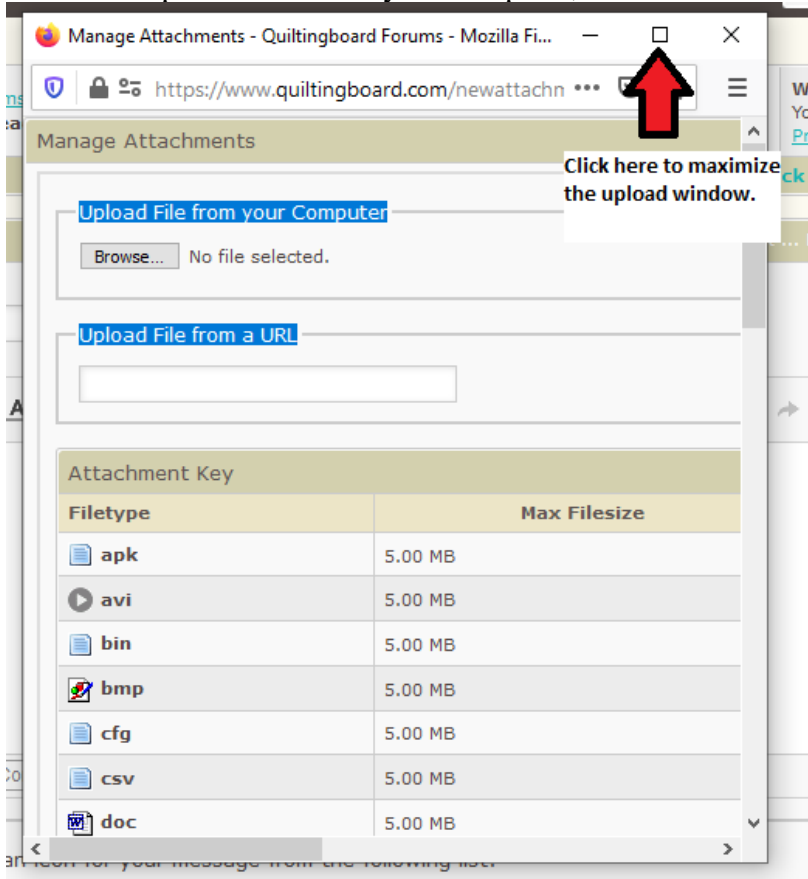 Manage Attachments - Quiltingboard Forums - Mozilla Fi...
https://www.quiltingboard.com/newattachn
Manage Attachments
Click here to maximize
the upload window.
Upload File from your Computer
Browse... No file selected.
Upload File from a URL
Attachment Key
Filetype Max Filesize
apk 5.00 MB
avi 5.00 MB
bin 5.00 MB
bmp 5.00 MB
cfg 5.00 MB
csv 5.00 MB
doc 5.00 MB